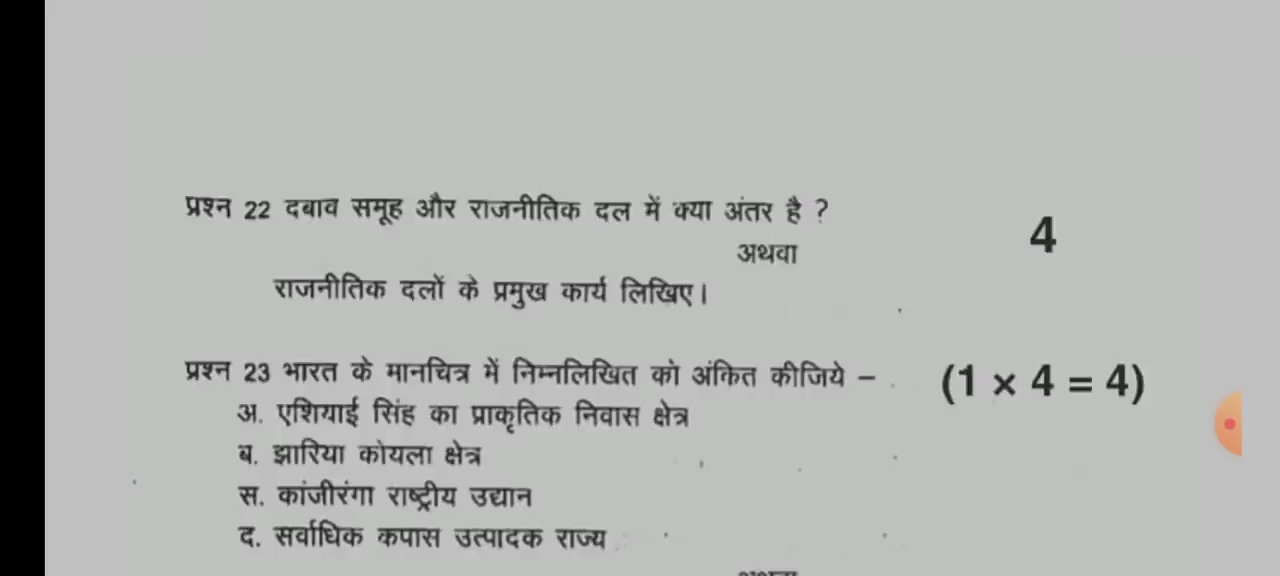 प्रश्न 22 दबाव समूह और राजनीतिक दल में क्या अंतर है ?
4
अथवा
राजनीतिक दलों के प्रमुख कार्य लिखिए।
प्रश्न 23 भारत के मानचित्र में निम्नलिखित को अंकित कीजिये – (1 × 4 = 4)
अ. एशियाई सिंह का प्राकृतिक निवास क्षेत्र
ब. झारिया कोयला क्षेत्र
स. कांजीरंगा राष्ट्रीय उद्यान
द. सर्वाधिक कपास उत्पादक राज्य